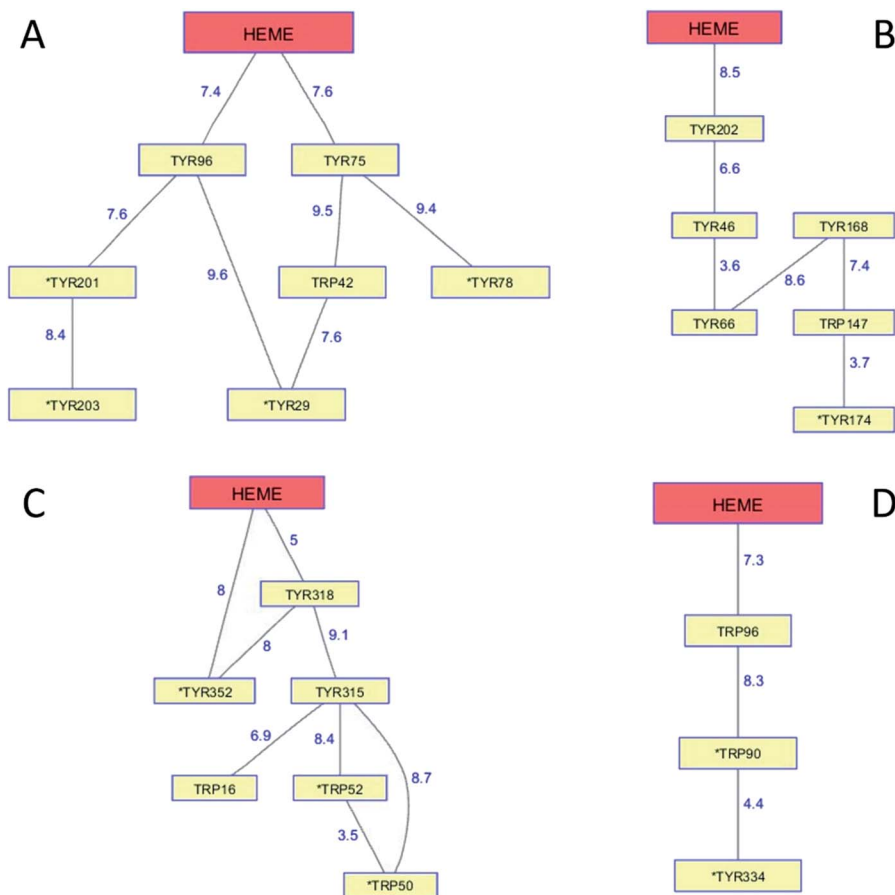 A
HEME
7.4
7.6
TYR96
TYR75
7.6
9.6
9.5
9.4
*TYR201
TRP42
*TYR78
8.4
7.6
*TYR203
*TYR29
B
HEME
8.5
TYR202
6.6
TYR46
TYR168
3.6
8.6
7.4
TYR66
TRP147
3.7
*TYR174
C
HEME
5
8
TYR318
8
9.1
*TYR352
TYR315
6.9
8.4
8.7
TRP16
*TRP52
3.5
*TRP50
D
HEME
7.3
TRP96
8.3
*TRP90
4.4
*TYR334